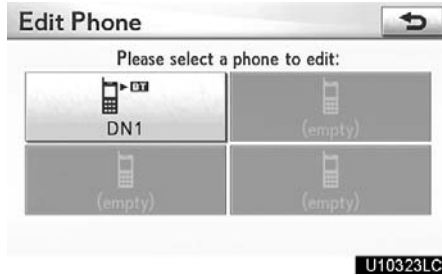 Edit Phone
Please select a phone to edit:
BT
DN1
(empty)
(empty)
(empty)
U10323LC